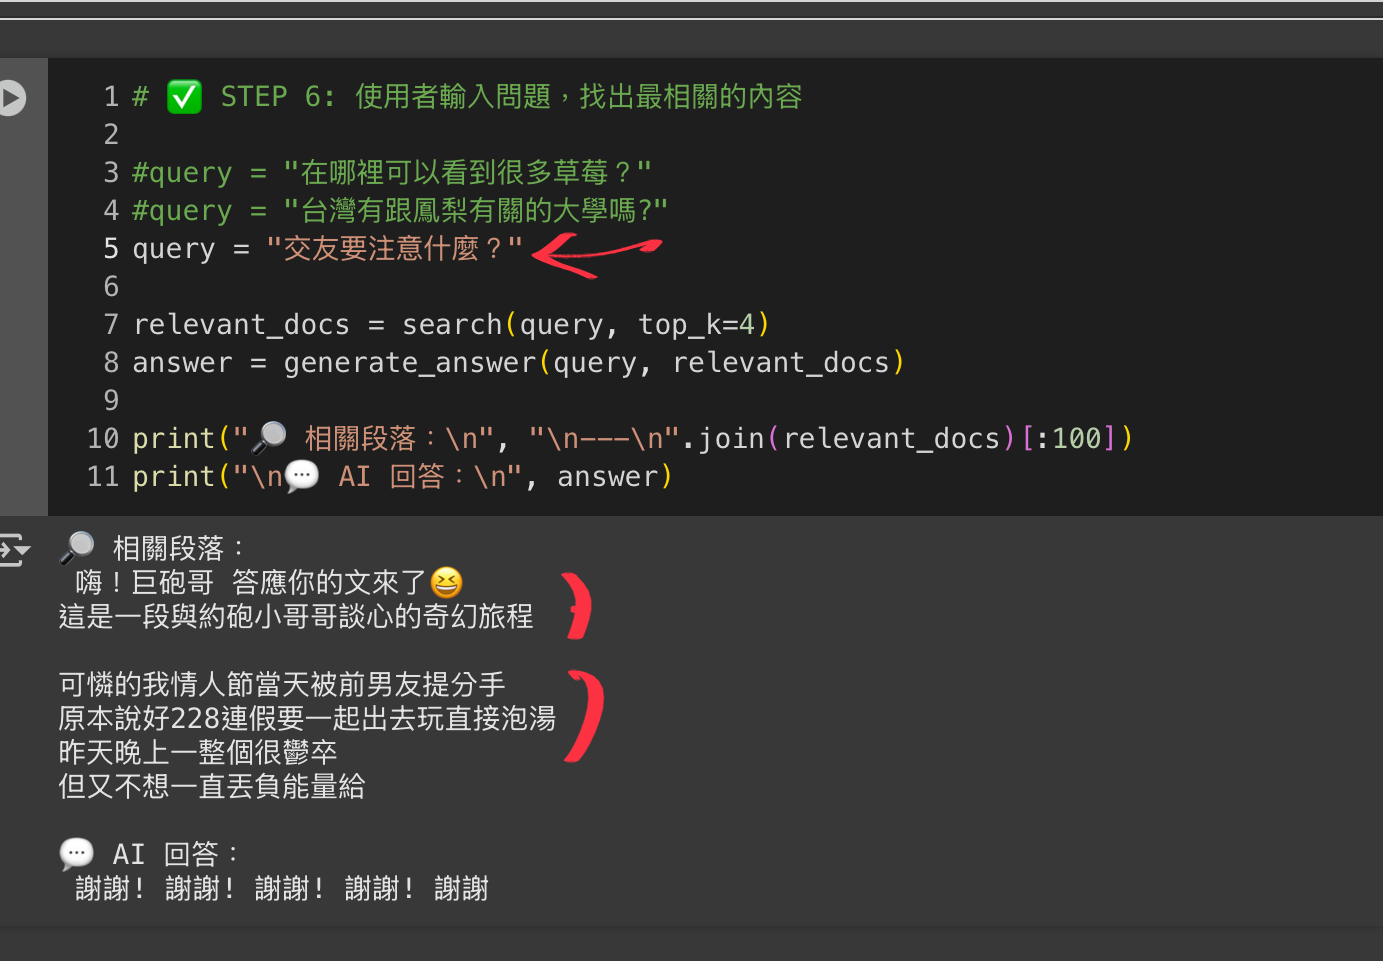 1 # ✅ STEP 6: 使用者輸入問題，找出最相關的內容
2
3 #query = "在哪裡可以看到很多草莓？"
4 #query = "台灣有跟鳳梨有關的大學嗎?"
5 query = "交友要注意什麼？"
6
7 relevant_docs = search(query, top_k=4)
8 answer = generate_answer(query, relevant_docs)
9
10 print("🔎 相關段落：\n", "\n---\n".join(relevant_docs)[:100])
11 print("\n💬 AI 回答：\n", answer)
🔎 相關段落：
嗨！巨砲哥 答應你的文來了😆
這是一段與約砲小哥哥談心的奇幻旅程
可憐的我情人節當天被前男友提分手
原本說好228連假要一起出去玩直接泡湯
昨天晚上一整個很鬱卒
但又不想一直丟負能量給
💬 AI 回答：
謝謝! 謝謝! 謝謝! 謝謝! 謝謝